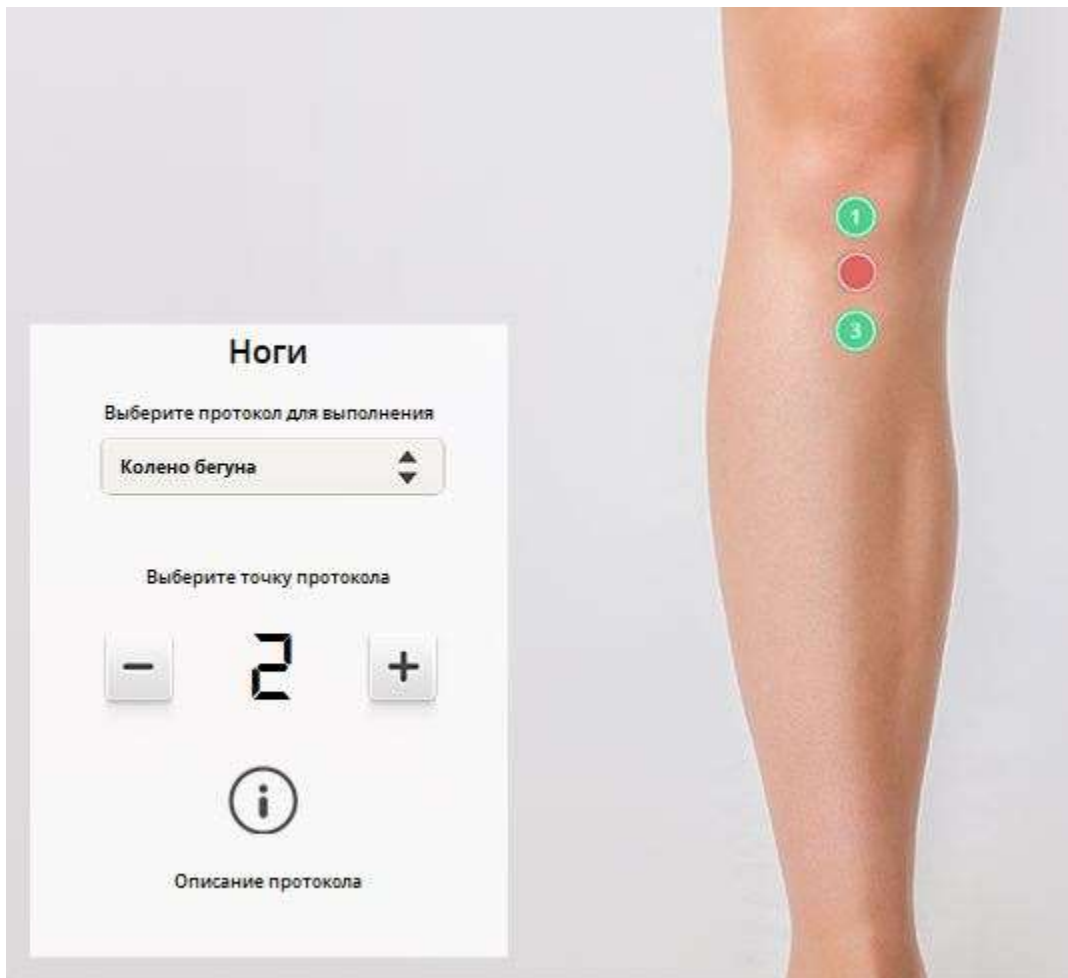 Ноги
Выберите протокол для выполнения
Колено бегуна
Выберите точку протокола
− 2 +
i
Описание протокола
1
3